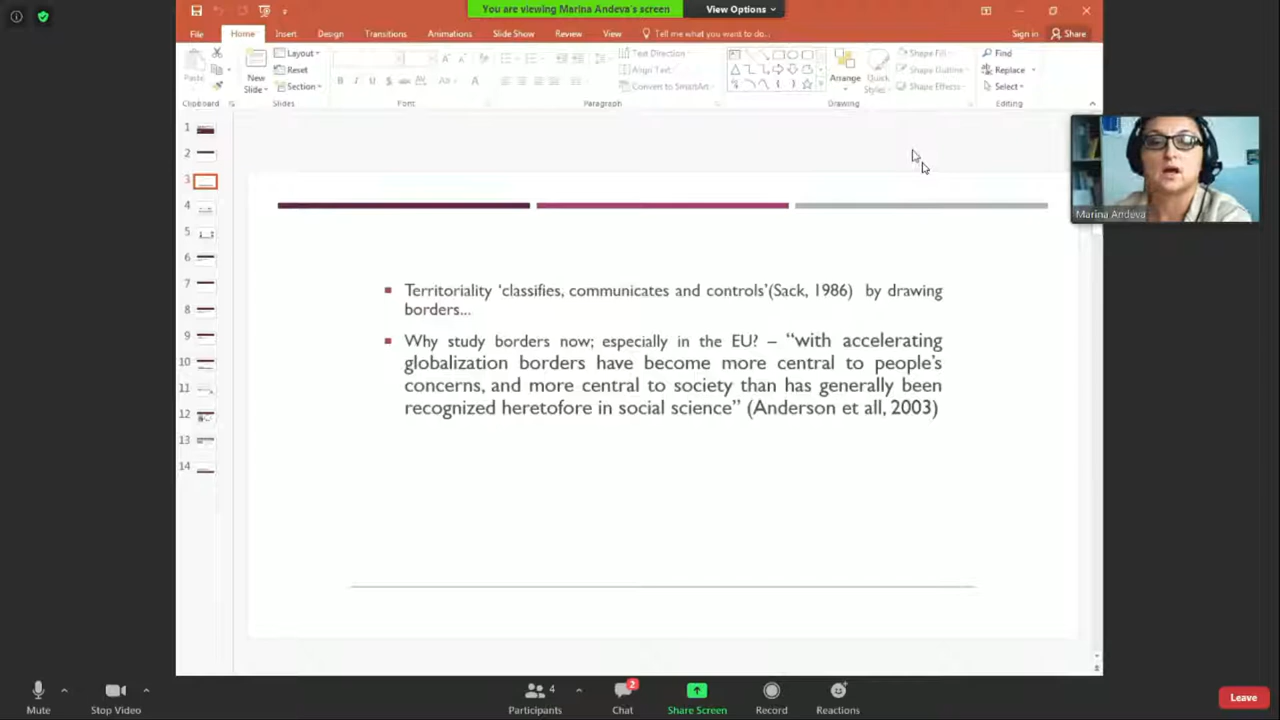 You are viewing Marina Andeva's screen
View Options
File
Home
Insert
Design
Transitions
Animations
Slide Show
Review
View
Tell me what you want to do...
Sign in
Share
Paste
New
Slide
Layout
Reset
Section
Text Direction
Align Text
Convert to SmartArt
Arrange
Quick
Styles
Shape Fill
Shape Outline
Shape Effects
Find
Replace
Select
Clipboard
Slides
Font
Paragraph
Drawing
Editing
1
2
3
4
5
6
7
8
9
10
11
12
13
14
Territoriality ‘classifies, communicates and controls’(Sack, 1986) by drawing
borders...
Why study borders now; especially in the EU? – “with accelerating
globalization borders have become more central to people’s
concerns, and more central to society than has generally been
recognized heretofore in social science” (Anderson et all, 2003)
Marina Andeva
Mute
Stop Video
Participants
4
Chat
2
Share Screen
Record
Reactions
Leave